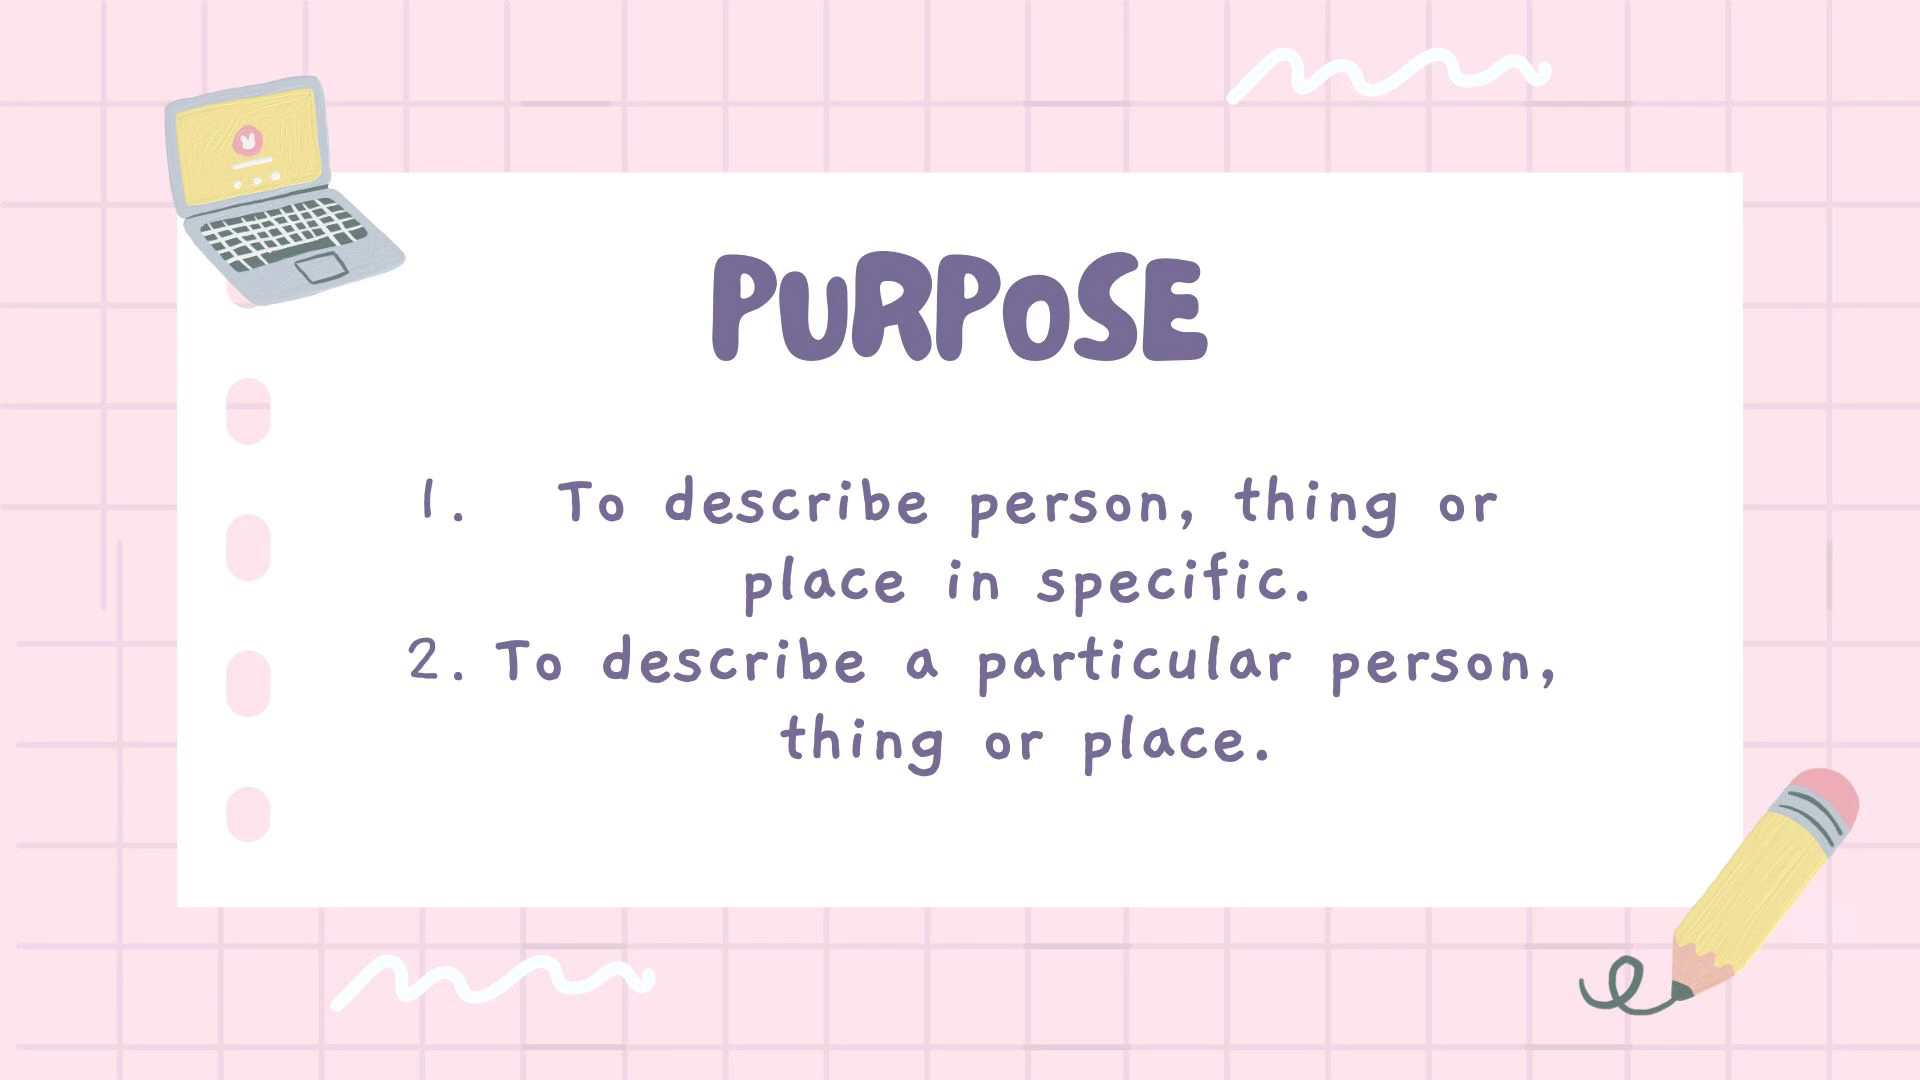 PURPOSE
1. To describe person, thing or
place in specific.
2. To describe a particular person,
thing or place.